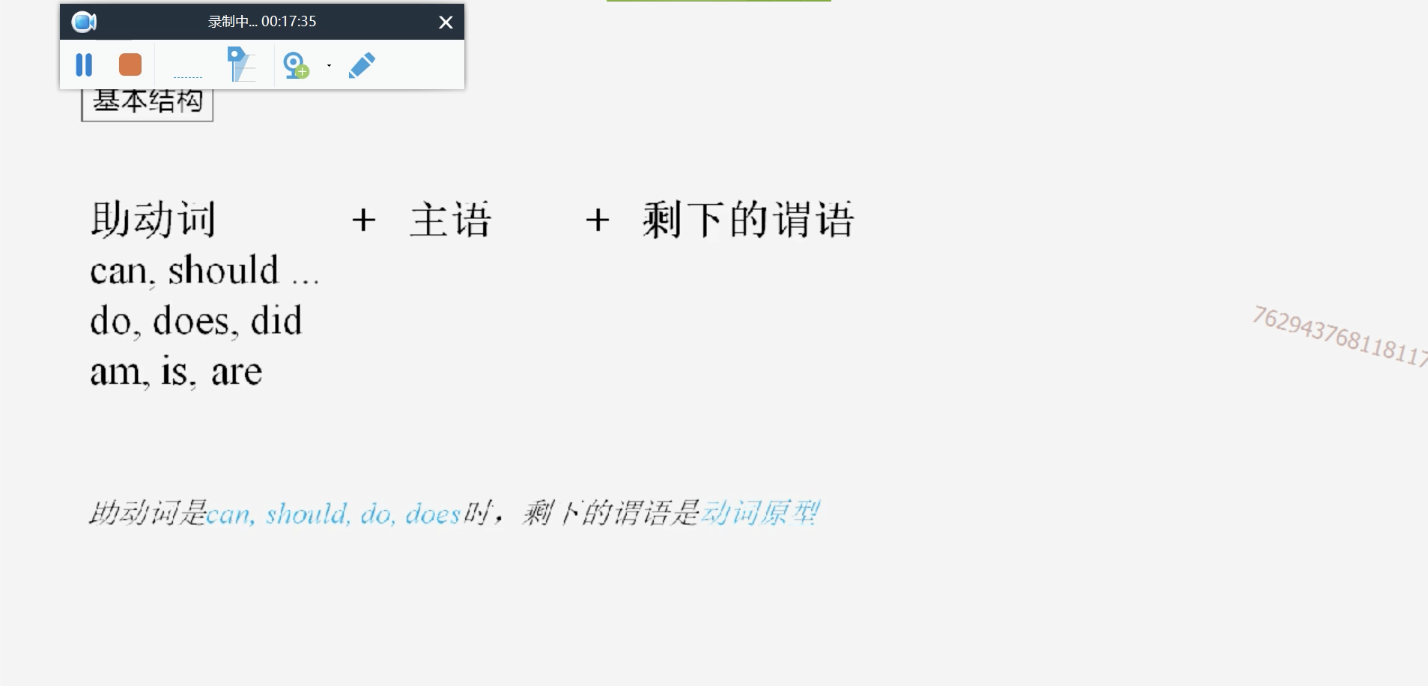 录制中... 00:17:35
基本结构
助动词 + 主语 + 剩下的谓语
can, should ...
do, does, did
am, is, are
762943768118117
助动词是can, should, do, does时，剩下的谓语是动词原型